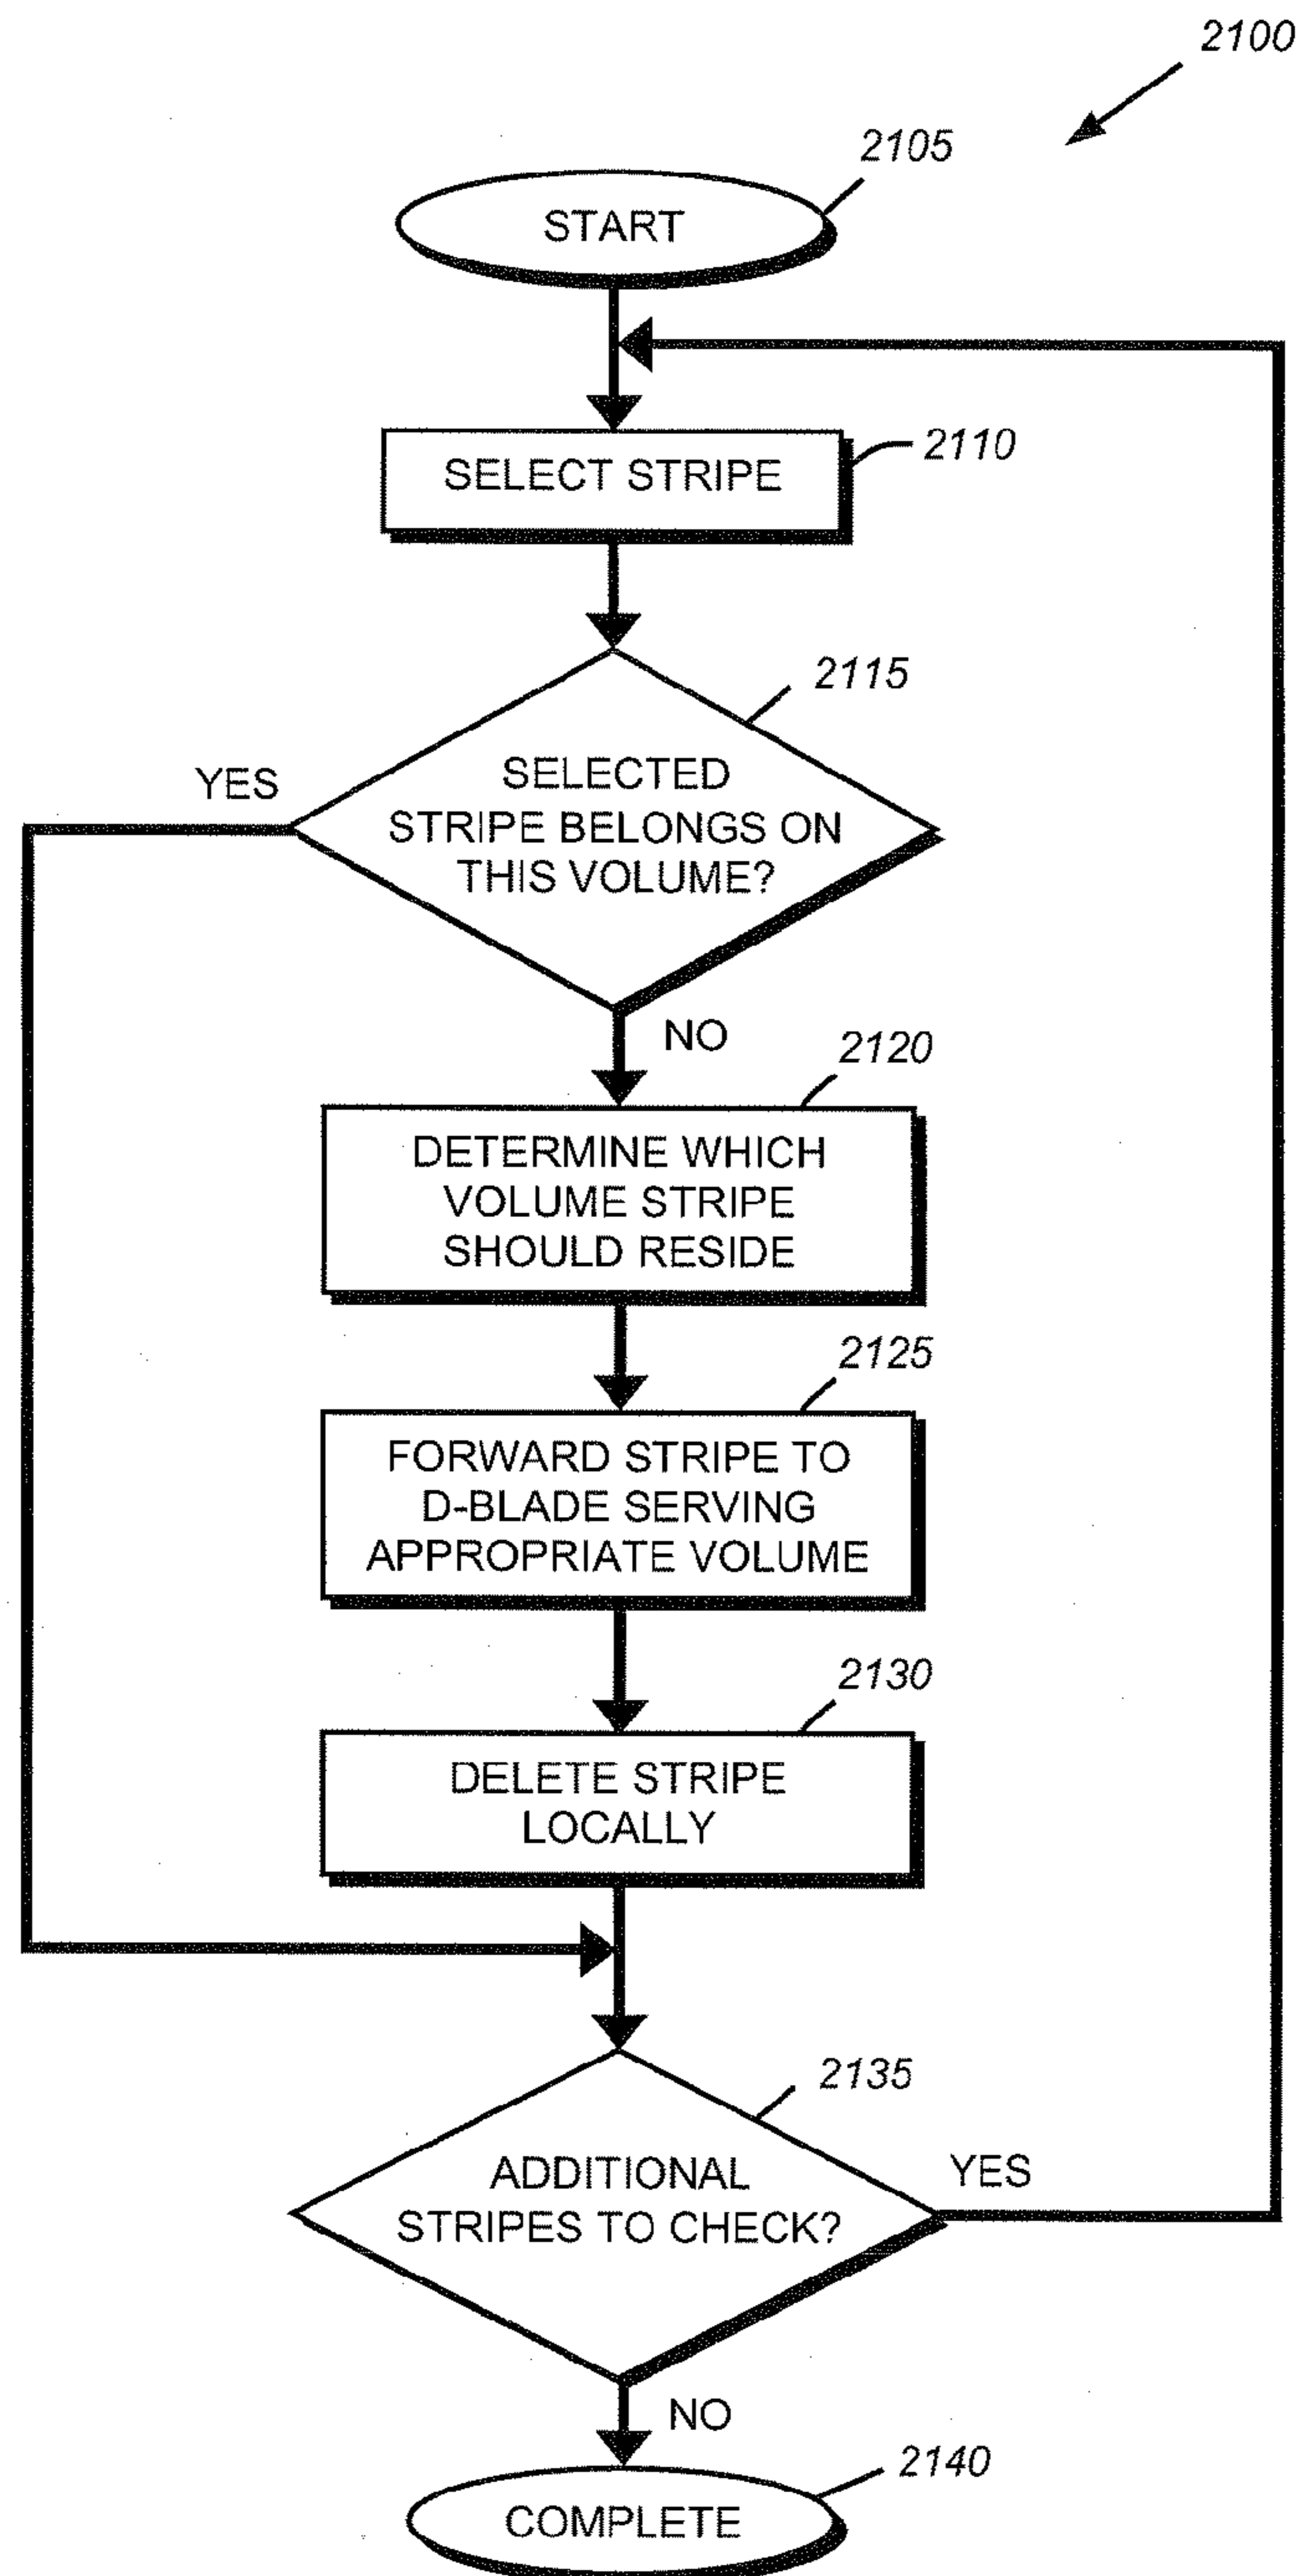 2100
2105
START
2110
SELECT STRIPE
2115
SELECTED
STRIPE BELONGS ON
THIS VOLUME?
YES
NO
2120
DETERMINE WHICH
VOLUME STRIPE
SHOULD RESIDE
2125
FORWARD STRIPE TO
D-BLADE SERVING
APPROPRIATE VOLUME
2130
DELETE STRIPE
LOCALLY
2135
ADDITIONAL
STRIPES TO CHECK?
YES
NO
2140
COMPLETE